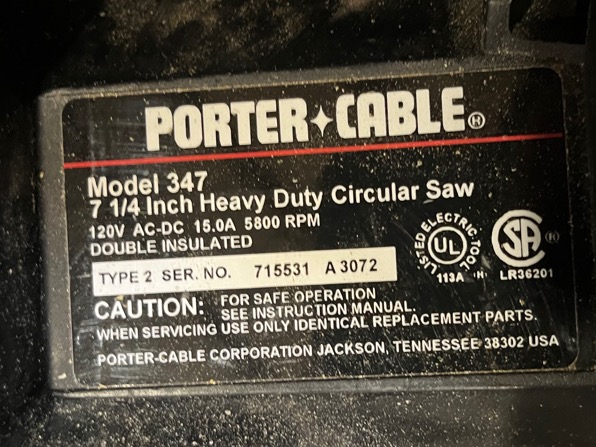 PORTER+CABLE®
Model 347
7 1/4 Inch Heavy Duty Circular Saw
120V AC-DC 15.0A 5800 RPM
DOUBLE INSULATED
LISTED ELECTRIC TOOL
UL
113A "H"
SA ®
LR36201
TYPE 2 SER. NO. 715531 A 3072
CAUTION: FOR SAFE OPERATION
SEE INSTRUCTION MANUAL.
WHEN SERVICING USE ONLY IDENTICAL REPLACEMENT PARTS.
PORTER-CABLE CORPORATION JACKSON, TENNESSEE 38302 USA